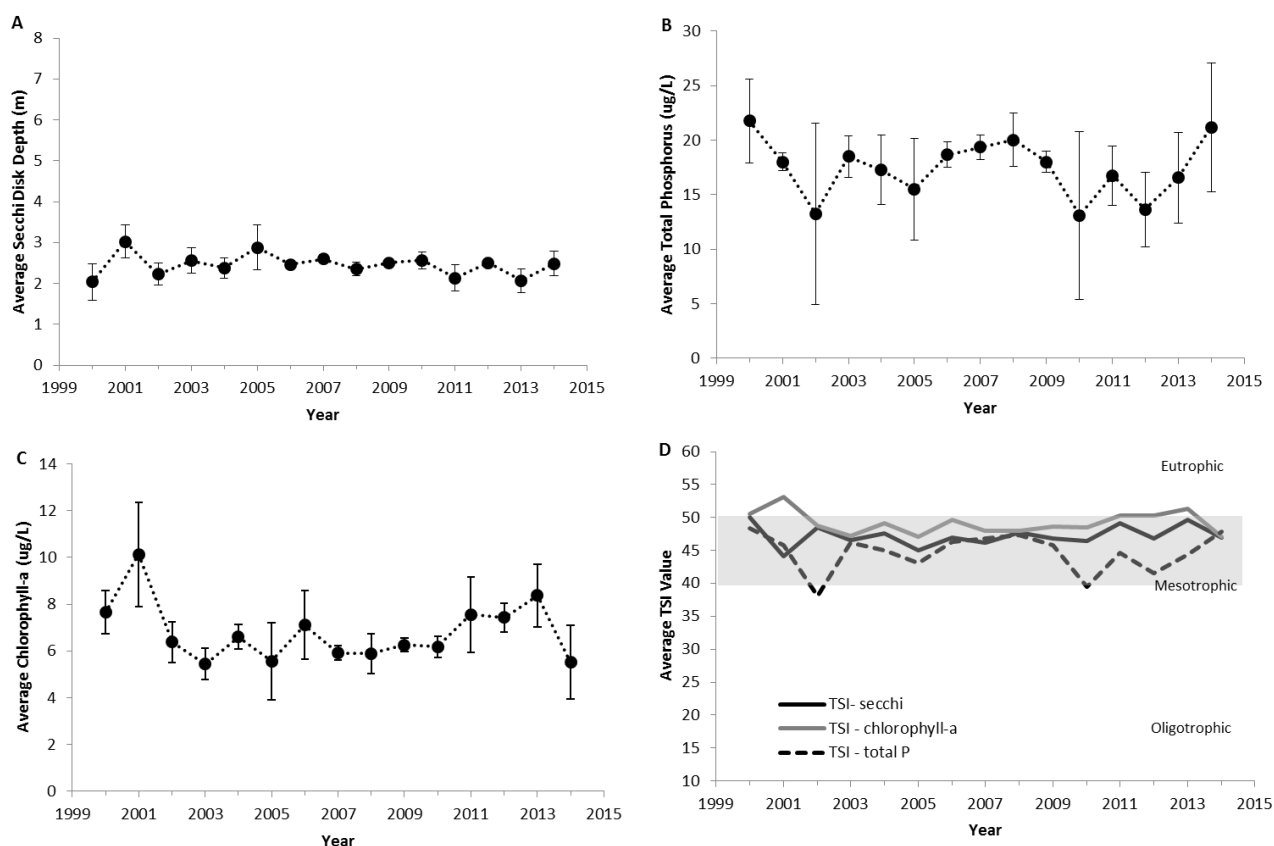 A
Average Secchi Disk Depth (m)
8
7
6
5
4
3
2
1
0
1999 2001 2003 2005 2007 2009 2011 2013 2015
Year
B
Average Total Phosphorus (ug/L)
30
25
20
15
10
5
0
1999 2001 2003 2005 2007 2009 2011 2013 2015
Year
C
Average Chlorophyll-a (ug/L)
14
12
10
8
6
4
2
0
1999 2001 2003 2005 2007 2009 2011 2013 2015
Year
D
Average TSI Value
60
55
50
45
40
35
30
25
20
15
10
Eutrophic
Mesotrophic
Oligotrophic
TSI- secchi
TSI - chlorophyll-a
TSI - total P
1999 2001 2003 2005 2007 2009 2011 2013 2015
Year